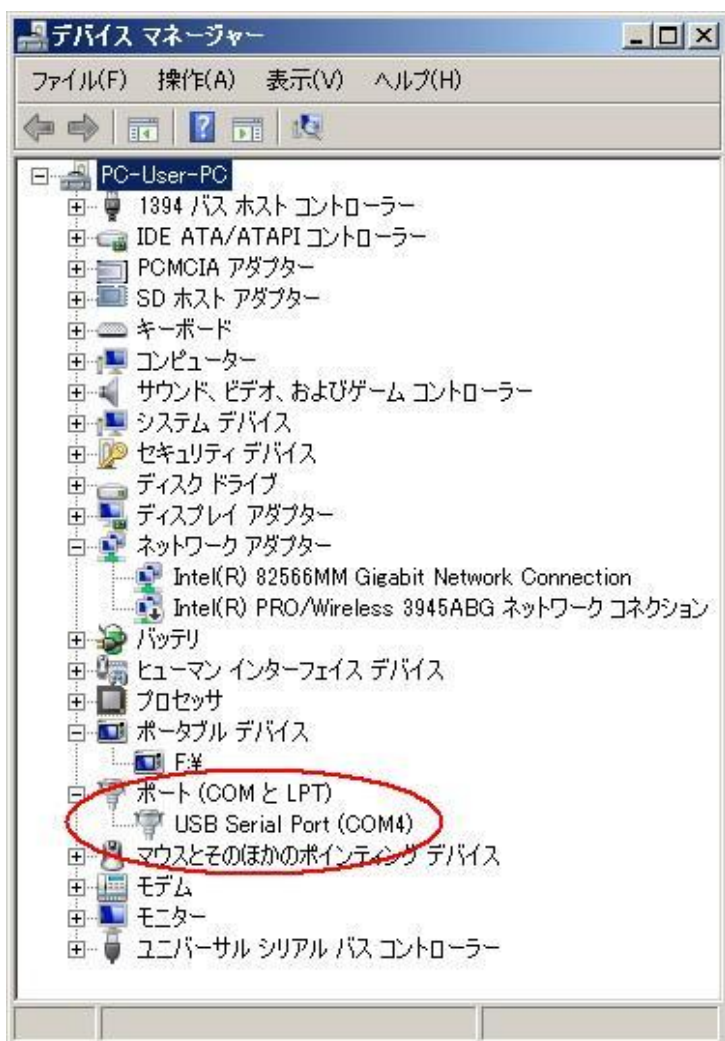 デバイス マネージャー
ファイル(F) 操作(A) 表示(V) ヘルプ(H)
PC-User-PC
1394 バス ホスト コントローラー
IDE ATA/ATAPI コントローラー
PCMCIA アダプター
SD ホスト アダプター
キーボード
コンピューター
サウンド、ビデオ、およびゲーム コントローラー
システム デバイス
セキュリティ デバイス
ディスク ドライブ
ディスプレイ アダプター
ネットワーク アダプター
Intel(R) 82566MM Gigabit Network Connection
Intel(R) PRO/Wireless 3945ABG ネットワーク コネクション
バッテリ
ヒューマン インターフェイス デバイス
プロセッサ
ポータブル デバイス
F:¥
ポート (COM と LPT)
USB Serial Port (COM4)
マウスとそのほかのポインティング デバイス
モデム
モニター
ユニバーサル シリアル バス コントローラー